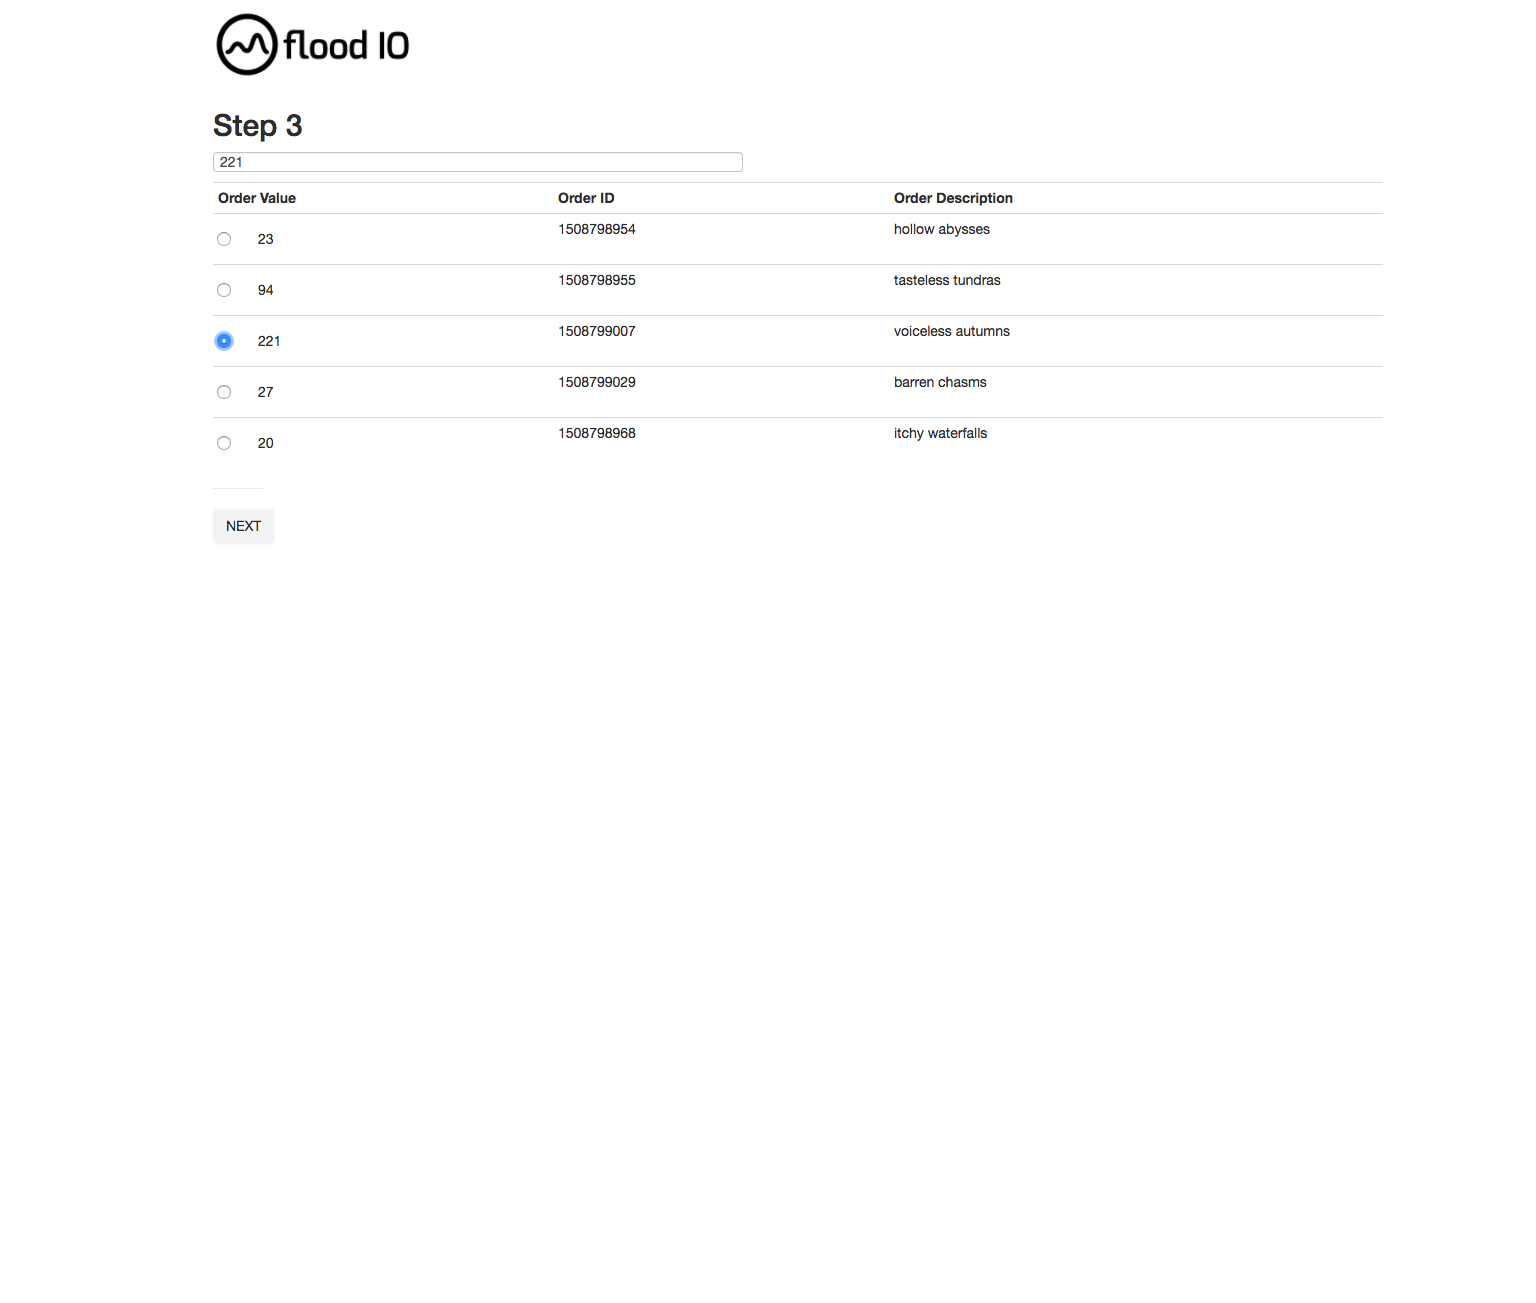 flood IO
Step 3
221
Order Value Order ID Order Description
23 1508798954 hollow abysses
94 1508798955 tasteless tundras
221 1508799007 voiceless autumns
27 1508799029 barren chasms
20 1508798968 itchy waterfalls
NEXT